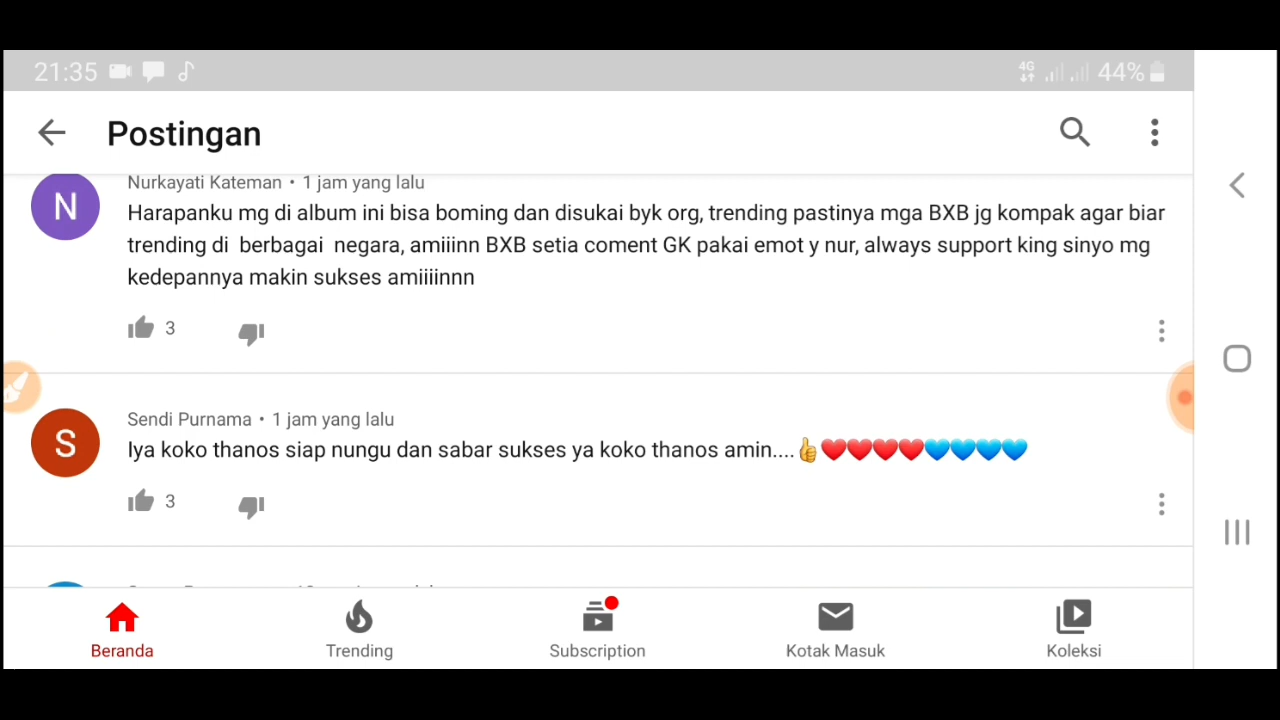 21:35
4G 44%
Postingan
Nurkayati Kateman • 1 jam yang lalu
N
Harapanku mg di album ini bisa boming dan disukai byk org, trending pastinya mga BXB jg kompak agar biar
trending di berbagai negara, amiiinn BXB setia coment GK pakai emot y nur, always support king sinyo mg
kedepannya makin sukses amiiiinnn
3
Sendi Purnama • 1 jam yang lalu
S
Iya koko thanos siap nungu dan sabar sukses ya koko thanos amin....👍❤️❤️❤️❤️💙💙💙💙
3
Beranda Trending Subscription Kotak Masuk Koleksi